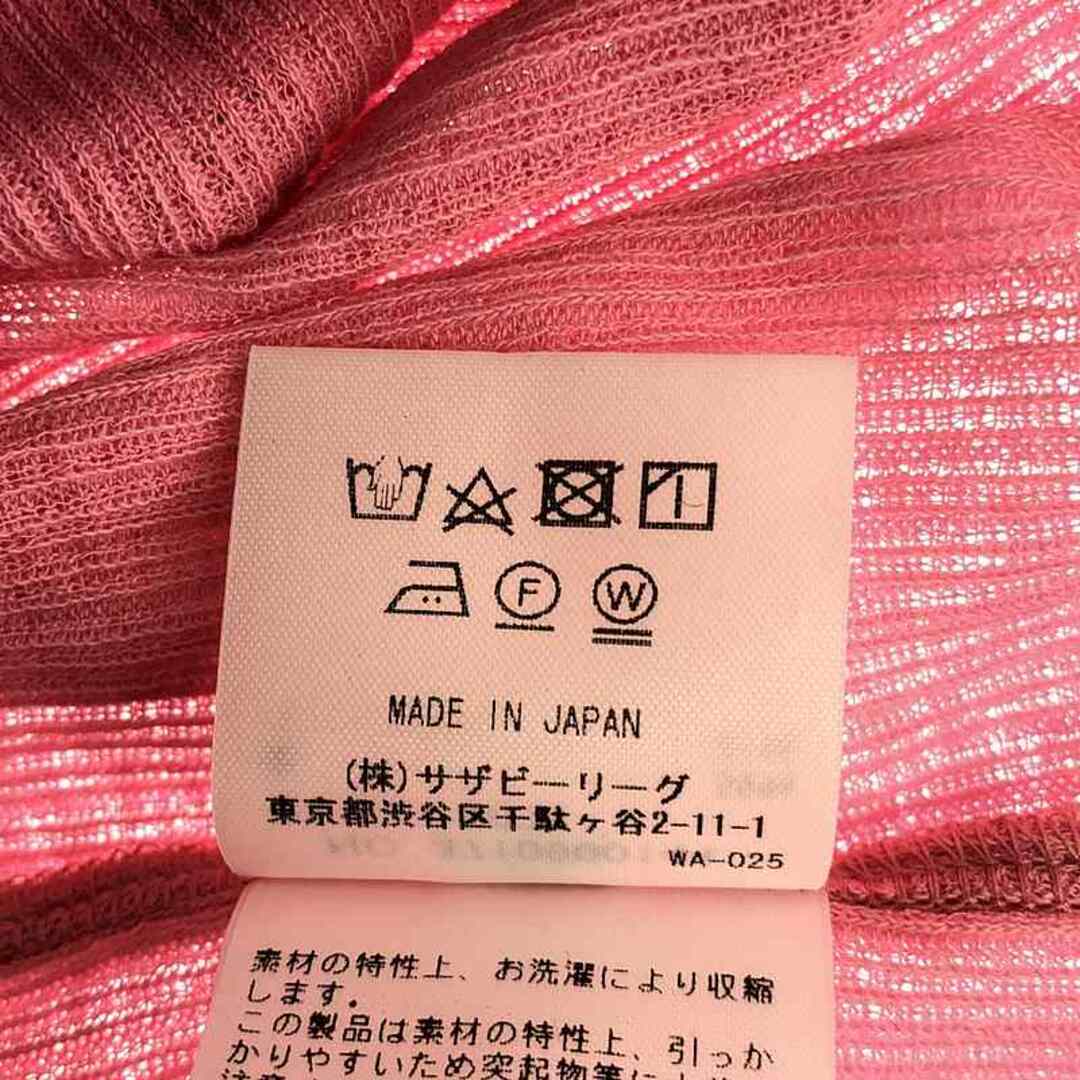 F W
MADE IN JAPAN
(株)サザビーリーグ
東京都渋谷区千駄ヶ谷2-11-1
WA-025
素材の特性上、お洗濯により収縮
します。
この製品は素材の特性上、引っか
かりやすいため突起物等に